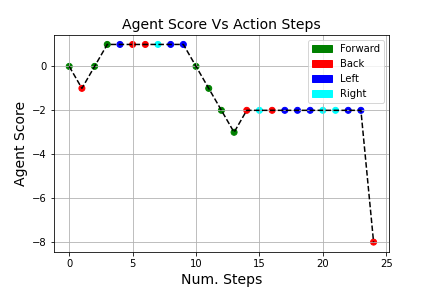 Agent Score Vs Action Steps
Agent Score
0
−2
−4
−6
−8
Forward
Back
Left
Right
0 5 10 15 20 25
Num. Steps